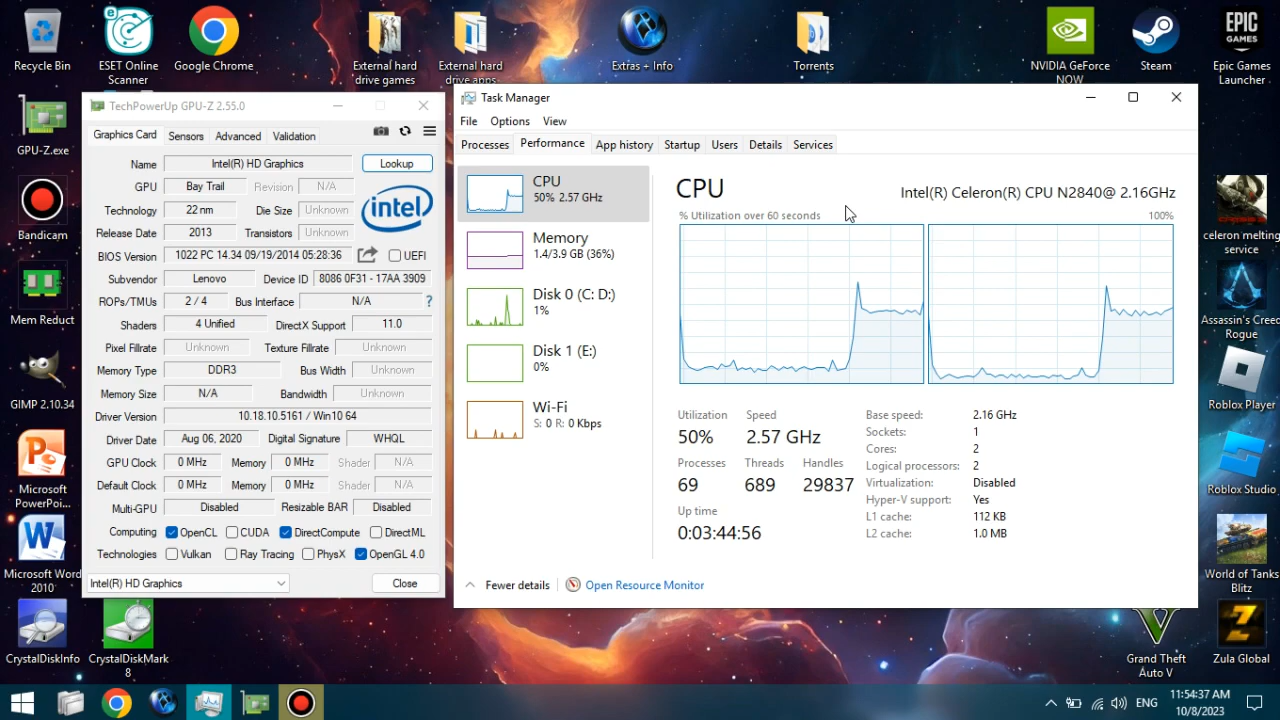 Recycle Bin
ESET Online
Scanner
Google Chrome
External hard
drive games
External hard
drive apps
Extras + Info
Torrents
NVIDIA GeForce
NOW
Steam
EPIC
GAMES
Epic Games
Launcher
GPU-Z.exe
Bandicam
Mem Reduct
GIMP 2.10.34
Microsoft
PowerPoi...
Microsoft Word
2010
CrystalDiskInfo
CrystalDiskMark
8
TechPowerUp GPU-Z 2.55.0
Graphics Card
Sensors
Advanced
Validation
Name
Intel(R) HD Graphics
Lookup
GPU
Bay Trail
Revision
N/A
intel
Technology
22 nm
Die Size
Unknown
Release Date
2013
Transistors
Unknown
BIOS Version
1022 PC 14.34 09/19/2014 05:28:36
UEFI
Subvendor
Lenovo
Device ID
8086 0F31 - 17AA 3909
ROPs/TMUs
2 / 4
Bus Interface
N/A
?
Shaders
4 Unified
DirectX Support
11.0
Pixel Fillrate
Unknown
Texture Fillrate
Unknown
Memory Type
DDR3
Bus Width
Unknown
Memory Size
N/A
Bandwidth
Unknown
Driver Version
10.18.10.5161 / Win10 64
Driver Date
Aug 06, 2020
Digital Signature
WHQL
GPU Clock
0 MHz
Memory
0 MHz
Shader
N/A
Default Clock
0 MHz
Memory
0 MHz
Shader
N/A
Multi-GPU
Disabled
Resizable BAR
Disabled
Computing
OpenCL
CUDA
DirectCompute
DirectML
Technologies
Vulkan
Ray Tracing
PhysX
OpenGL 4.0
Intel(R) HD Graphics
Close
Task Manager
File
Options
View
Processes
Performance
App history
Startup
Users
Details
Services
CPU
50% 2.57 GHz
Memory
1.4/3.9 GB (36%)
Disk 0 (C: D:)
1%
Disk 1 (E:)
0%
Wi-Fi
S: 0 R: 0 Kbps
CPU
Intel(R) Celeron(R) CPU N2840@ 2.16GHz
% Utilization over 60 seconds
100%
Utilization
Speed
50%
2.57 GHz
Processes
Threads
Handles
69
689
29837
Up time
0:03:44:56
Base speed:
2.16 GHz
Sockets:
1
Cores:
2
Logical processors:
2
Virtualization:
Disabled
Hyper-V support:
Yes
L1 cache:
112 KB
L2 cache:
1.0 MB
Fewer details
Open Resource Monitor
celeron melting
service
Assassin's Creed
Rogue
Roblox Player
Roblox Studio
World of Tanks
Blitz
Grand Theft
Auto V
Zula Global
ENG
11:54:37 AM
10/8/2023